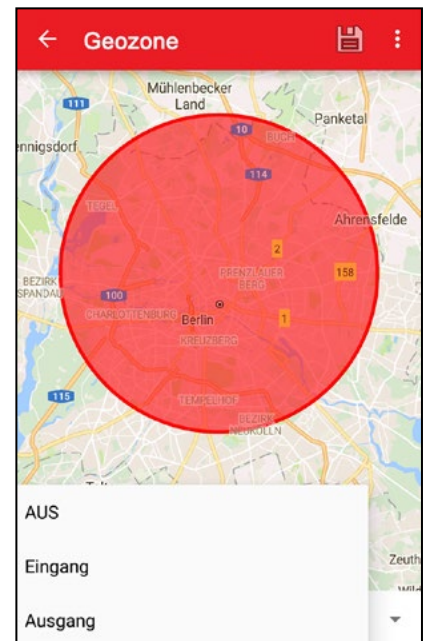 Geozone
Mühlenbecker
Land
111
Panketal
10
BUCH
ennigsdorf
114
TEGEL
Ahrensfelde
2
158
PRENZLAUER
BERG
BEZIRK
SPANDAU
100
CHARLOTTENBURG
Berlin
1
KREUZBERG
115
TEMPELHOF
BEZIRK
NEUKÖLLN
AUS
Eingang
Zeuth
Ausgang